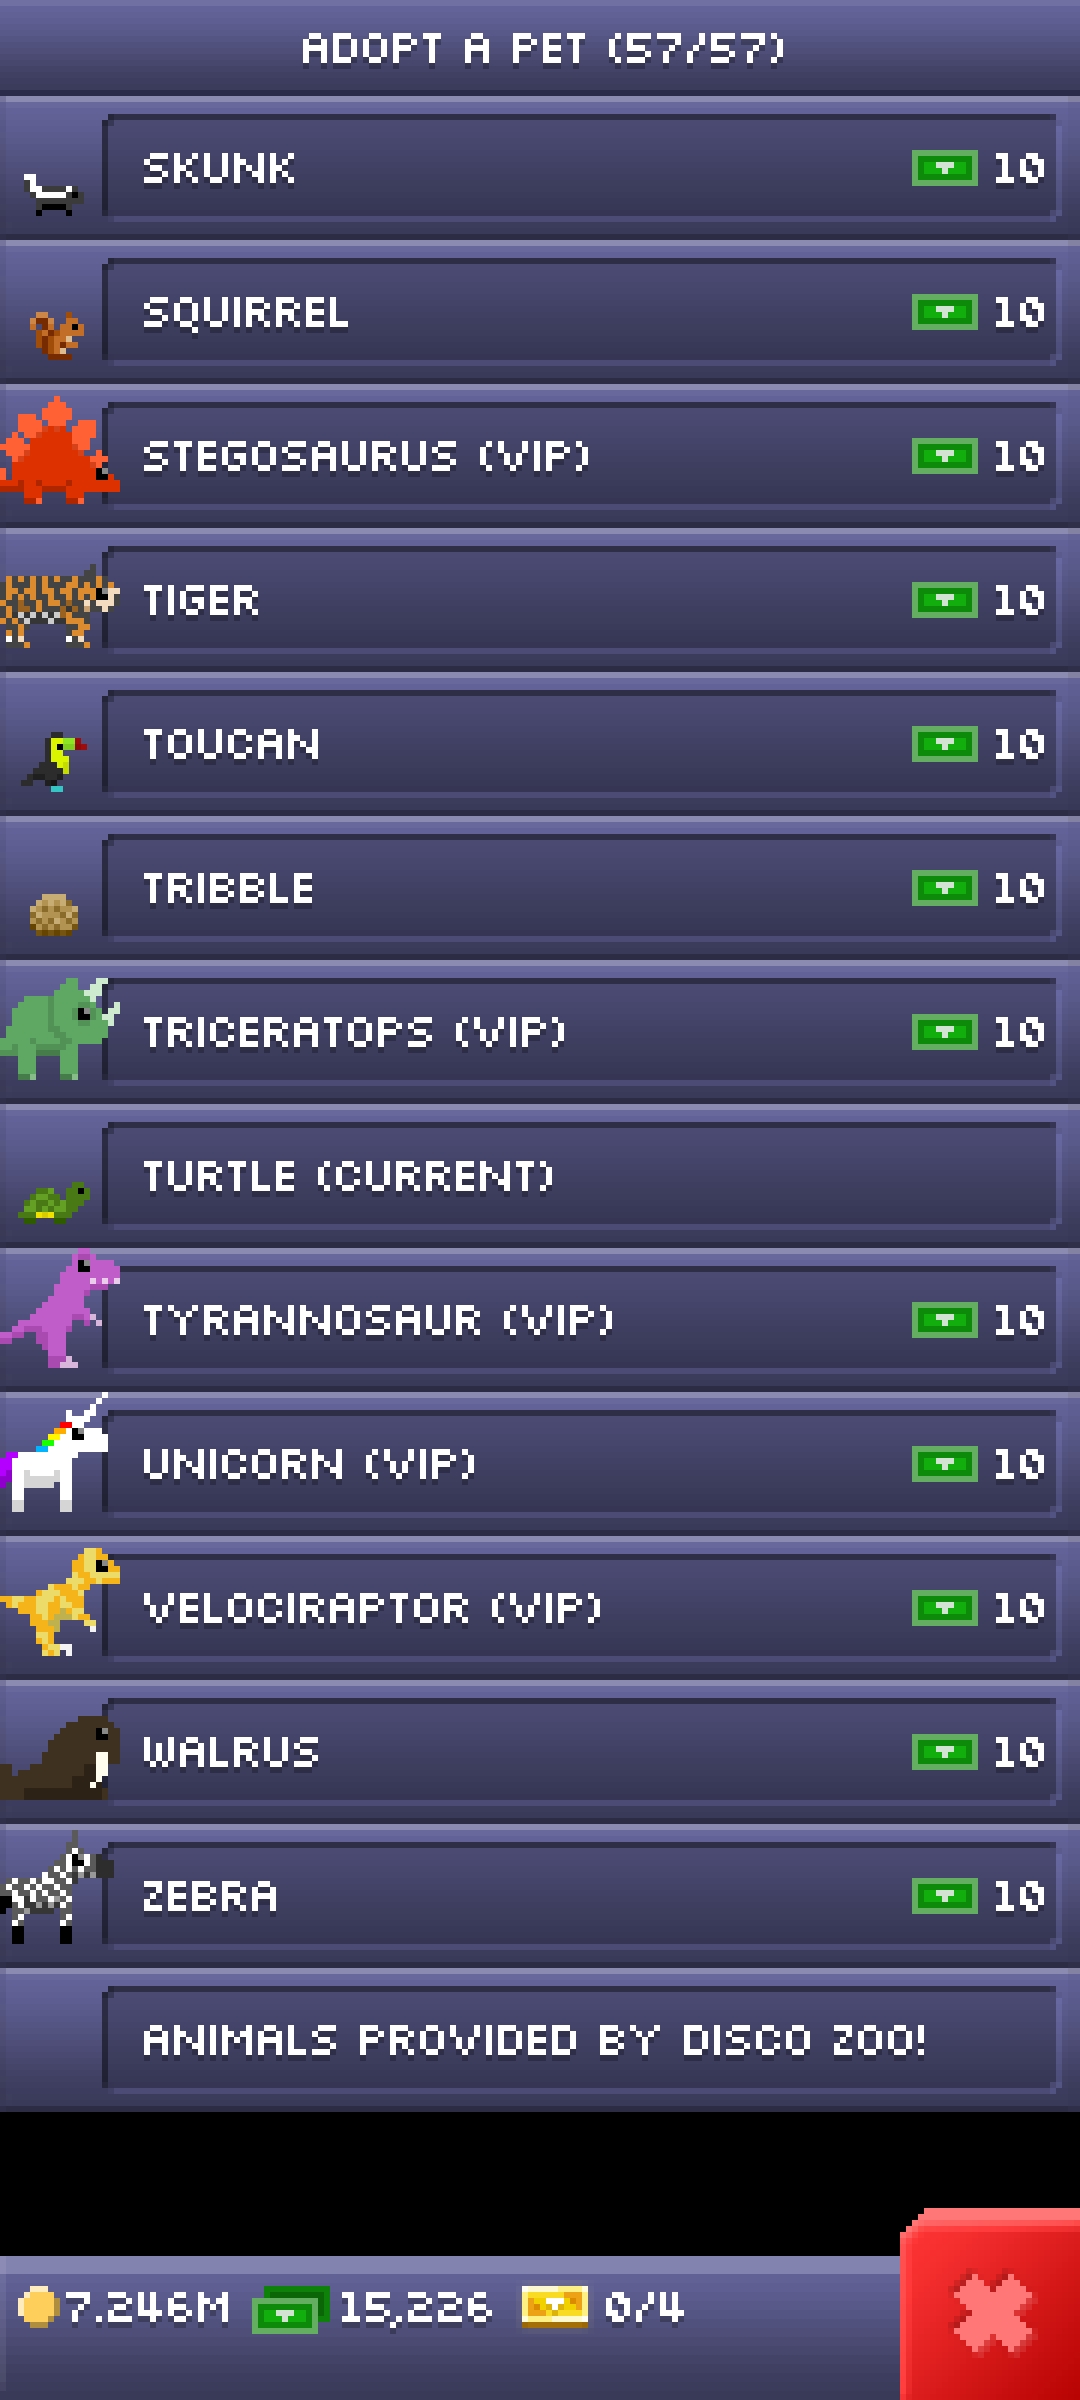 ADOPT A PET (57/57)
SKUNK 10
SQUIRREL 10
STEGOSAURUS (VIP) 10
TIGER 10
TOUCAN 10
TRIBBLE 10
TRICERATOPS (VIP) 10
TURTLE (CURRENT)
TYRANNOSAUR (VIP) 10
UNICORN (VIP) 10
VELOCIRAPTOR (VIP) 10
WALRUS 10
ZEBRA 10
ANIMALS PROVIDED BY DISCO ZOO!
7.246M 15,226 0/4